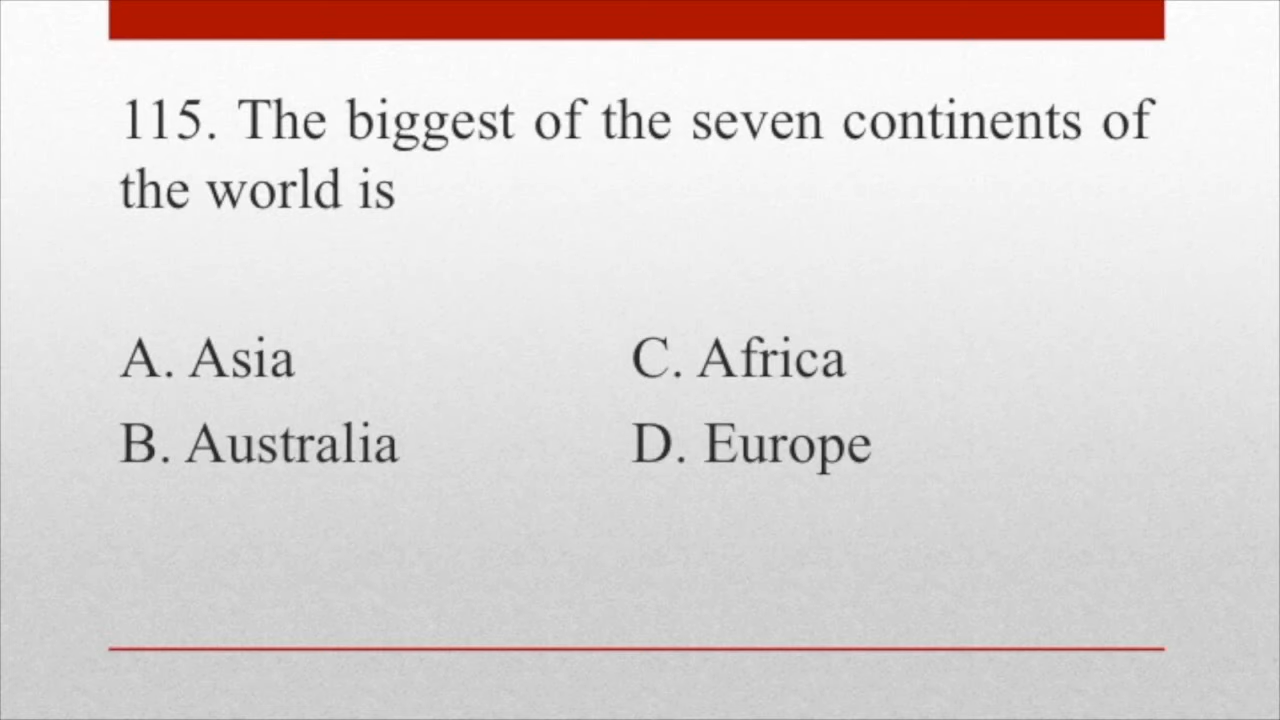 115. The biggest of the seven continents of
the world is
A. Asia
C. Africa
B. Australia
D. Europe